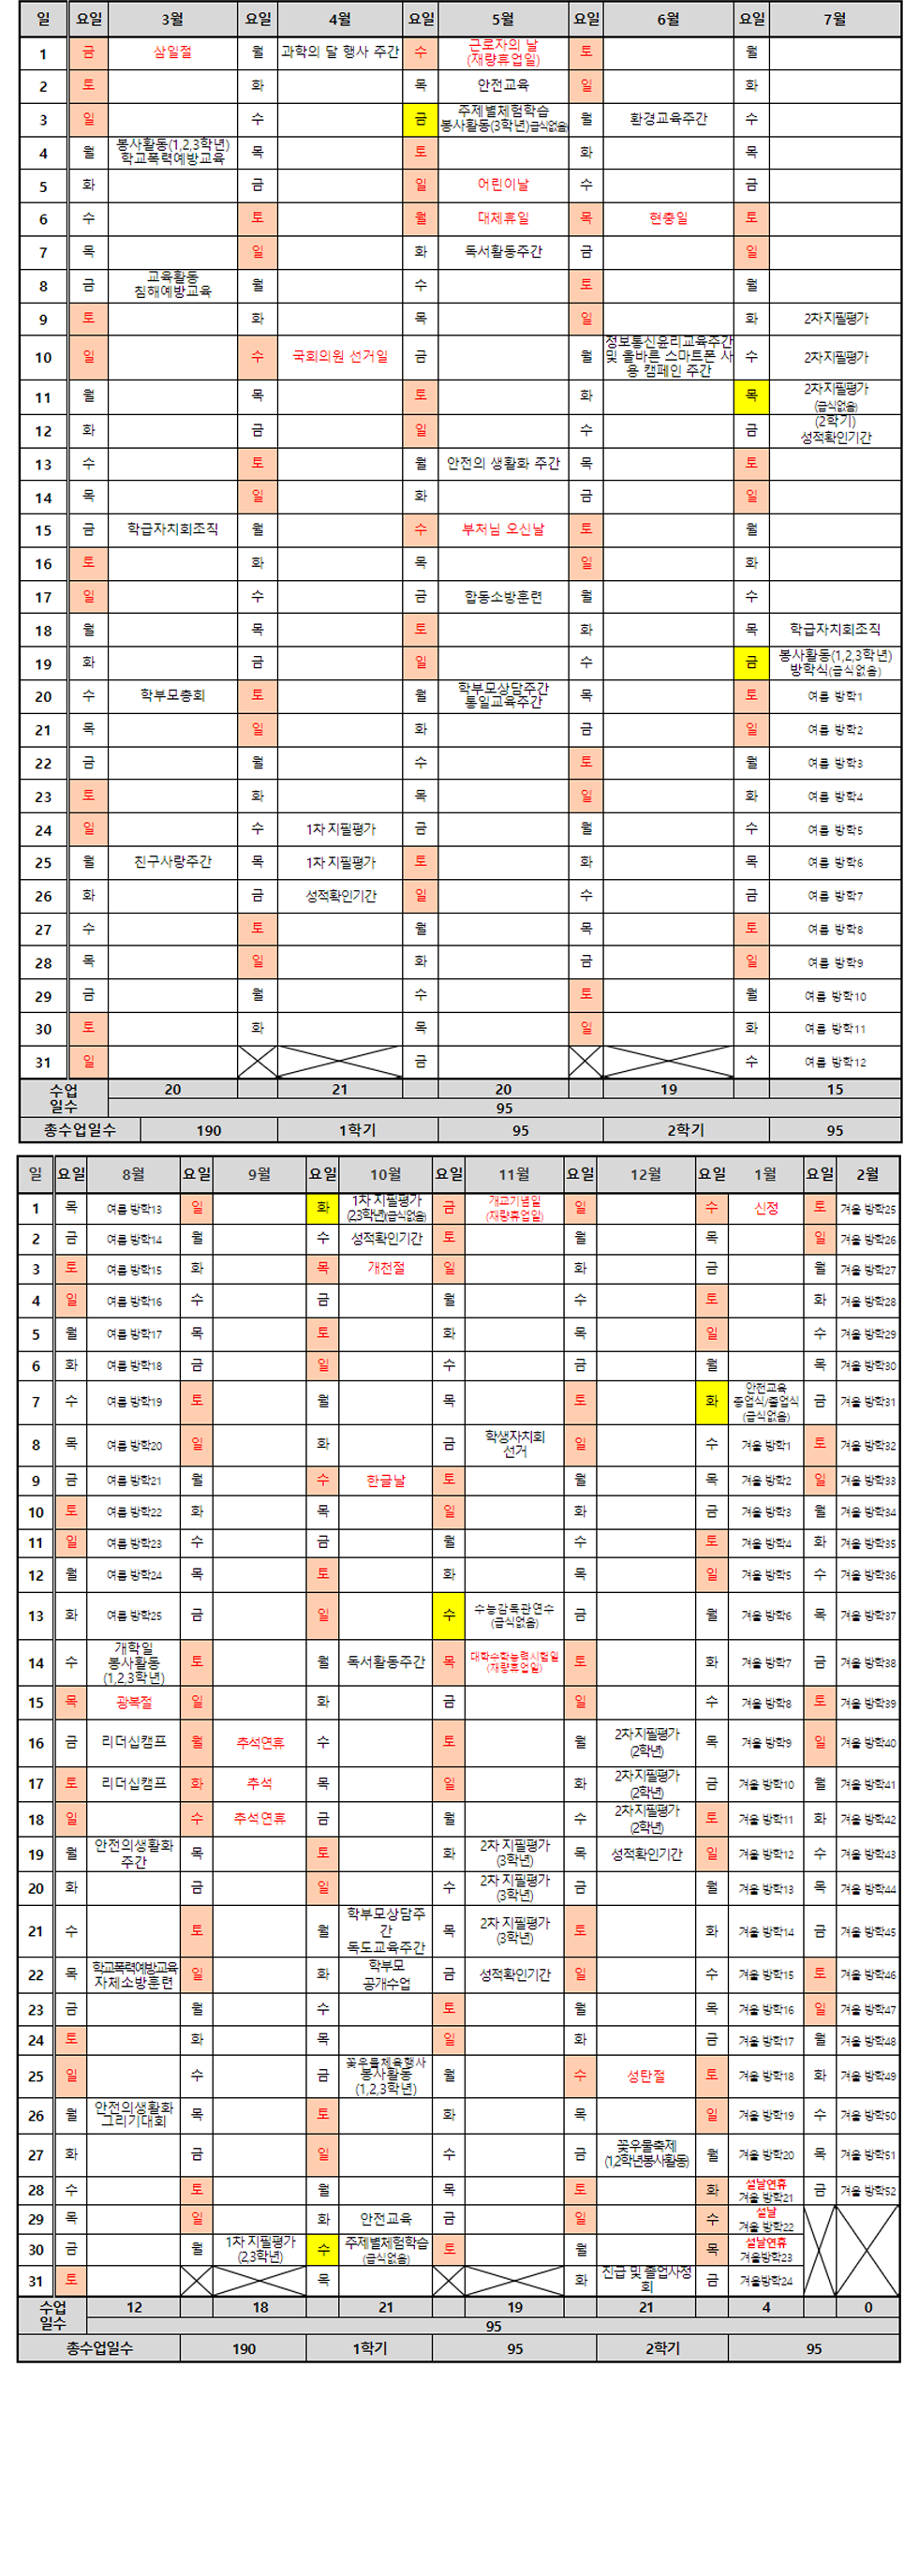 일 요일 3월 요일 4월 요일 5월 요일 6월 요일 7월
1 금 삼일절 월 과학의 달 행사 주간 수 근로자의 날 토 월
(재량휴업일)
2 토 화 목 안전교육 일 화
3 일 수 금 주제별체험학습 월 환경교육주간 수
봉사활동(3학년)급식없음)
4 월 봉사활동(1,2,3학년) 목 토 화 목
학교폭력예방교육
5 화 금 일 어린이날 수 금
6 수 토 월 대체휴일 목 현충일 토
7 목 일 화 독서활동주간 금 일
8 금 교육활동 월 수 토 월
침해예방교육
9 토 화 목 일 화 2차지필평가
10 일 수 국회의원 선거일 금 월 정보통신윤리교육주간 수 2차지필평가
및 올바른 스마트폰 사
용 캠페인 주간
11 월 목 토 화 목 2차지필평가
(급식없음)
12 화 금 일 수 금 (2학기)
성적확인기간
13 수 토 월 안전의 생활화 주간 목 토
14 목 일 화 금 일
15 금 학급자치회조직 월 수 부처님 오신날 토 월
16 토 화 목 일 화
17 일 수 금 합동소방훈련 월 수
18 월 목 토 화 목 학급자치회조직
19 화 금 일 수 금 봉사활동(1,2,3학년)
방학식(급식없음)
20 수 학부모총회 토 월 학부모상담주간 목 토 여름 방학1
통일교육주간
21 목 일 화 금 일 여름 방학2
22 금 월 수 토 월 여름 방학3
23 토 화 목 일 화 여름 방학4
24 일 수 1차 지필평가 금 월 수 여름 방학5
25 월 친구사랑주간 목 1차 지필평가 토 화 목 여름 방학6
26 화 금 성적확인기간 일 수 금 여름 방학7
27 수 토 월 목 토 여름 방학8
28 목 일 화 금 일 여름 방학9
29 금 월 수 토 월 여름 방학10
30 토 화 목 일 화 여름 방학11
31 일 금 수 여름 방학12
수업 20 21 20 19 15
일수 95
총수업일수 190 1학기 95 2학기 95
일 요일 8월 요일 9월 요일 10월 요일 11월 요일 12월 요일 1월 요일 2월
1 목 여름 방학13 일 화 1차 지필평가 금 개교기념일 일 수 신정 토 겨울 방학25
(2,3학년)(급식없음) (재량휴업일)
2 금 여름 방학14 월 수 성적확인기간 토 월 목 일 겨울 방학26
3 토 여름 방학15 화 목 개천절 일 화 금 월 겨울 방학27
4 일 여름 방학16 수 금 월 수 토 화 겨울 방학28
5 월 여름 방학17 목 토 화 목 일 수 겨울 방학29
6 화 여름 방학18 금 일 수 금 월 목 겨울 방학30
7 수 여름 방학19 토 월 목 토 화 안전교육 금 겨울 방학31
종업식/졸업식
(급식없음)
8 목 여름 방학20 일 화 금 학생자치회 일 수 겨울 방학1 토 겨울 방학32
선거
9 금 여름 방학21 월 수 한글날 토 월 목 겨울 방학2 일 겨울 방학33
10 토 여름 방학22 화 목 일 화 금 겨울 방학3 월 겨울 방학34
11 일 여름 방학23 수 금 월 수 토 겨울 방학4 화 겨울 방학35
12 월 여름 방학24 목 토 화 목 일 겨울 방학5 수 겨울 방학36
13 화 여름 방학25 금 일 수 수능감독관연수 금 월 겨울 방학6 목 겨울 방학37
(급식없음)
14 수 개학일 토 월 독서활동주간 목 대학수학능력시험일 토 화 겨울 방학7 금 겨울 방학38
봉사활동 (재량휴업일)
(1,2,3학년)
15 목 광복절 일 화 금 일 수 겨울 방학8 토 겨울 방학39
16 금 리더십캠프 월 추석연휴 수 토 월 2차지필평가 목 겨울 방학9 일 겨울 방학40
(2학년)
17 토 리더십캠프 화 추석 목 일 화 2차지필평가 금 겨울 방학10 월 겨울 방학41
(2학년)
18 일 수 추석연휴 금 월 수 2차지필평가 토 겨울 방학11 화 겨울 방학42
(2학년)
19 월 안전의생활화 목 토 화 2차 지필평가 목 성적확인기간 일 겨울 방학12 수 겨울 방학43
주간 (3학년)
20 화 금 일 수 2차 지필평가 금 월 겨울 방학13 목 겨울 방학44
(3학년)
21 수 토 월 학부모상담주 목 2차 지필평가 토 화 겨울 방학14 금 겨울 방학45
간 (3학년)
독도교육주간
22 목 학교폭력예방교육 일 화 학부모 금 성적확인기간 일 수 겨울 방학15 토 겨울 방학46
자체소방훈련 공개수업
23 금 월 수 토 월 목 겨울 방학16 일 겨울 방학47
24 토 화 목 일 화 금 겨울 방학17 월 겨울 방학48
25 일 수 금 꽃우물체육행사 월 수 성탄절 토 겨울 방학18 화 겨울 방학49
봉사활동
(1,2,3학년)
26 월 안전의생활화 목 토 화 목 일 겨울 방학19 수 겨울 방학50
그리기대회
27 화 금 일 수 금 꽃우물축제 월 겨울 방학20 목 겨울 방학51
(1,2학년봉사활동)
28 수 토 월 목 토 화 설날연휴 금 겨울 방학52
겨울 방학21
29 목 일 화 안전교육 금 일 수 설날
겨울 방학22
30 금 월 1차 지필평가 수 주제별체험학습 토 월 목 설날연휴
(2,3학년) (급식없음) 겨울방학23
31 토 목 화 진급 및 졸업사정 금 겨울방학24
회
수업 12 18 21 19 21 4 0
일수 95
총수업일수 190 1학기 95 2학기 95